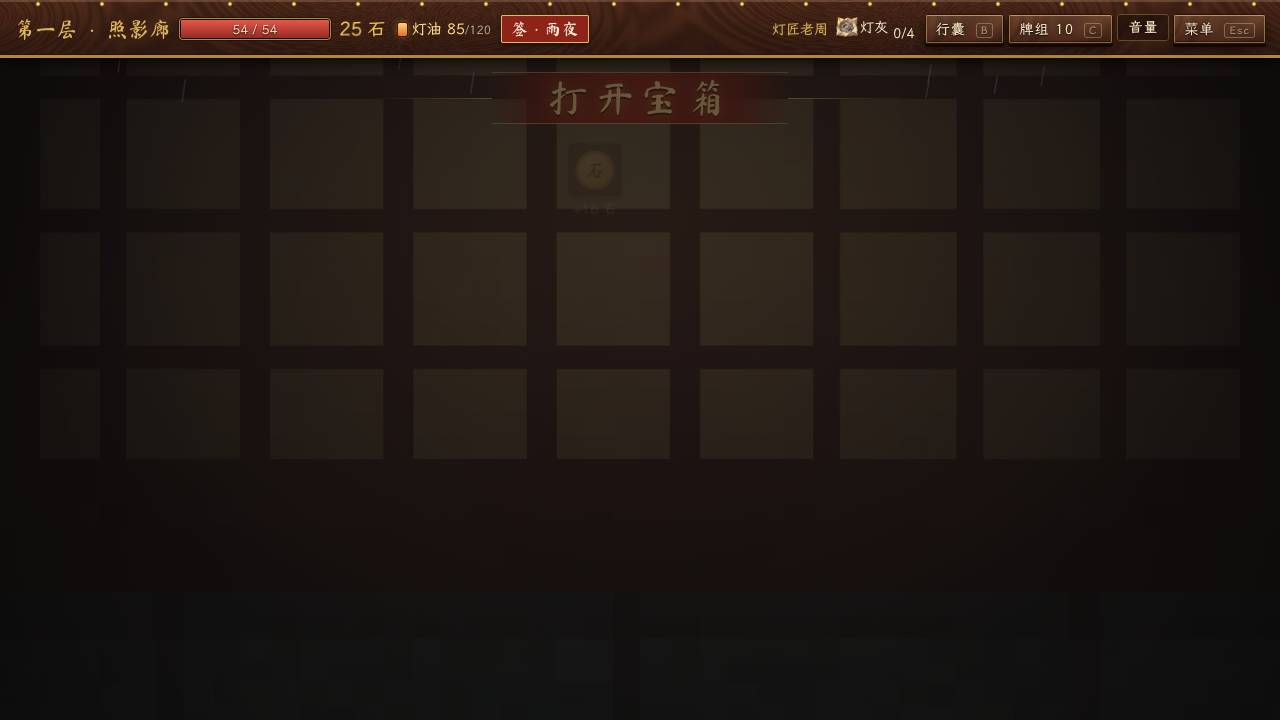 第一层 · 照影廊
54 / 54
25 石
灯油 85/120
签 · 雨夜
灯匠老周
灯灰 0/4
行囊 B
牌组 10 C
音量
菜单 Esc
打开宝箱
石
+16 石